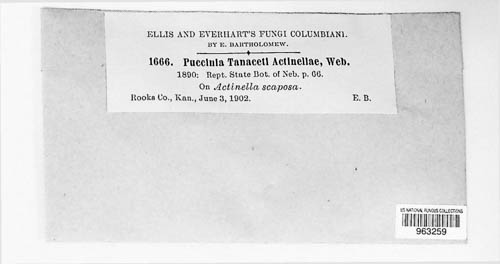 ELLIS AND EVERHART'S FUNGI COLUMBIANI.
BY E. BARTHOLOMEW.
1666. Puccinia Tanaceti Actinellae, Web.
1890: Rept. State Bot. of Neb. p. 66.
On Actinella scaposa.
Rooks Co., Kan., June 3, 1902. E. B.
US NATIONAL FUNGUS COLLECTIONS
963259